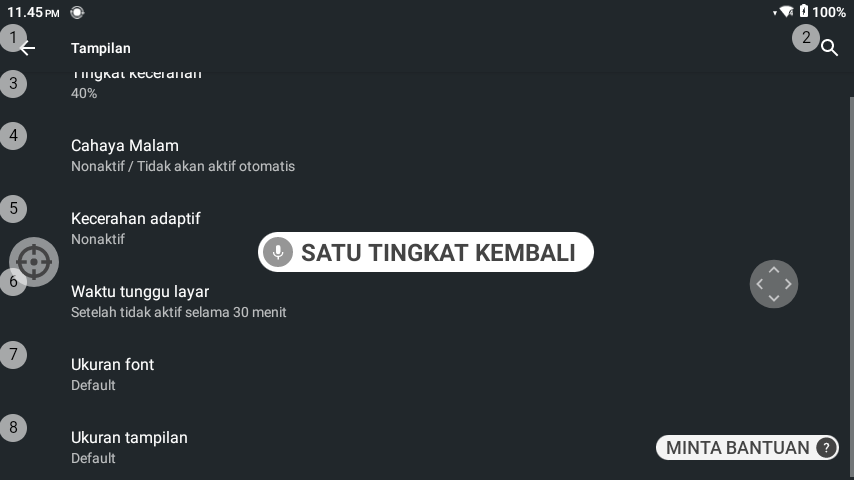 11.45 PM
100%
1
Tampilan
2
3
Tingkat kecerahan
40%
4
Cahaya Malam
Nonaktif / Tidak akan aktif otomatis
5
Kecerahan adaptif
Nonaktif
SATU TINGKAT KEMBALI
6
Waktu tunggu layar
Setelah tidak aktif selama 30 menit
7
Ukuran font
Default
8
Ukuran tampilan
Default
MINTA BANTUAN ?